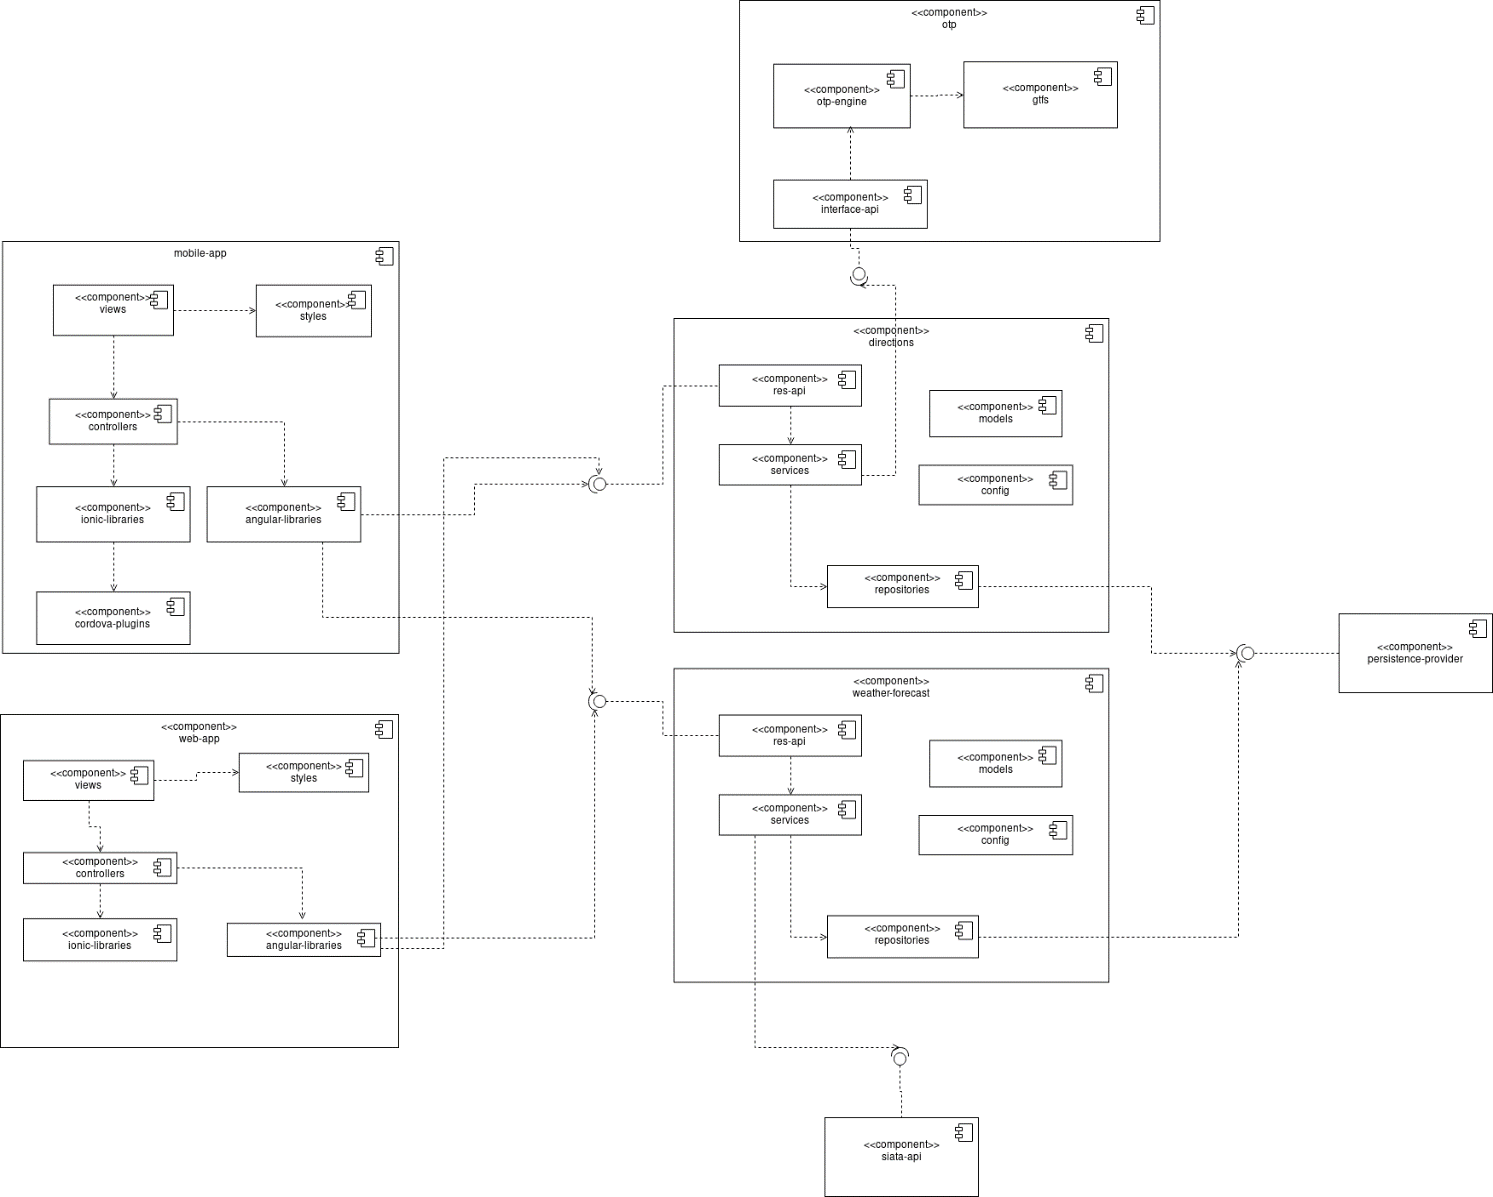 <<component>>
otp
<<component>>
otp-engine
<<component>>
gtfs
<<component>>
interface-api
mobile-app
<<component>>
views
<<component>>
styles
<<component>>
controllers
<<component>>
ionic-libraries
<<component>>
angular-libraries
<<component>>
cordova-plugins
<<component>>
directions
<<component>>
res-api
<<component>>
models
<<component>>
services
<<component>>
config
<<component>>
repositories
<<component>>
persistence-provider
<<component>>
web-app
<<component>>
views
<<component>>
styles
<<component>>
controllers
<<component>>
ionic-libraries
<<component>>
angular-libraries
<<component>>
weather-forecast
<<component>>
res-api
<<component>>
models
<<component>>
services
<<component>>
config
<<component>>
repositories
<<component>>
siata-api